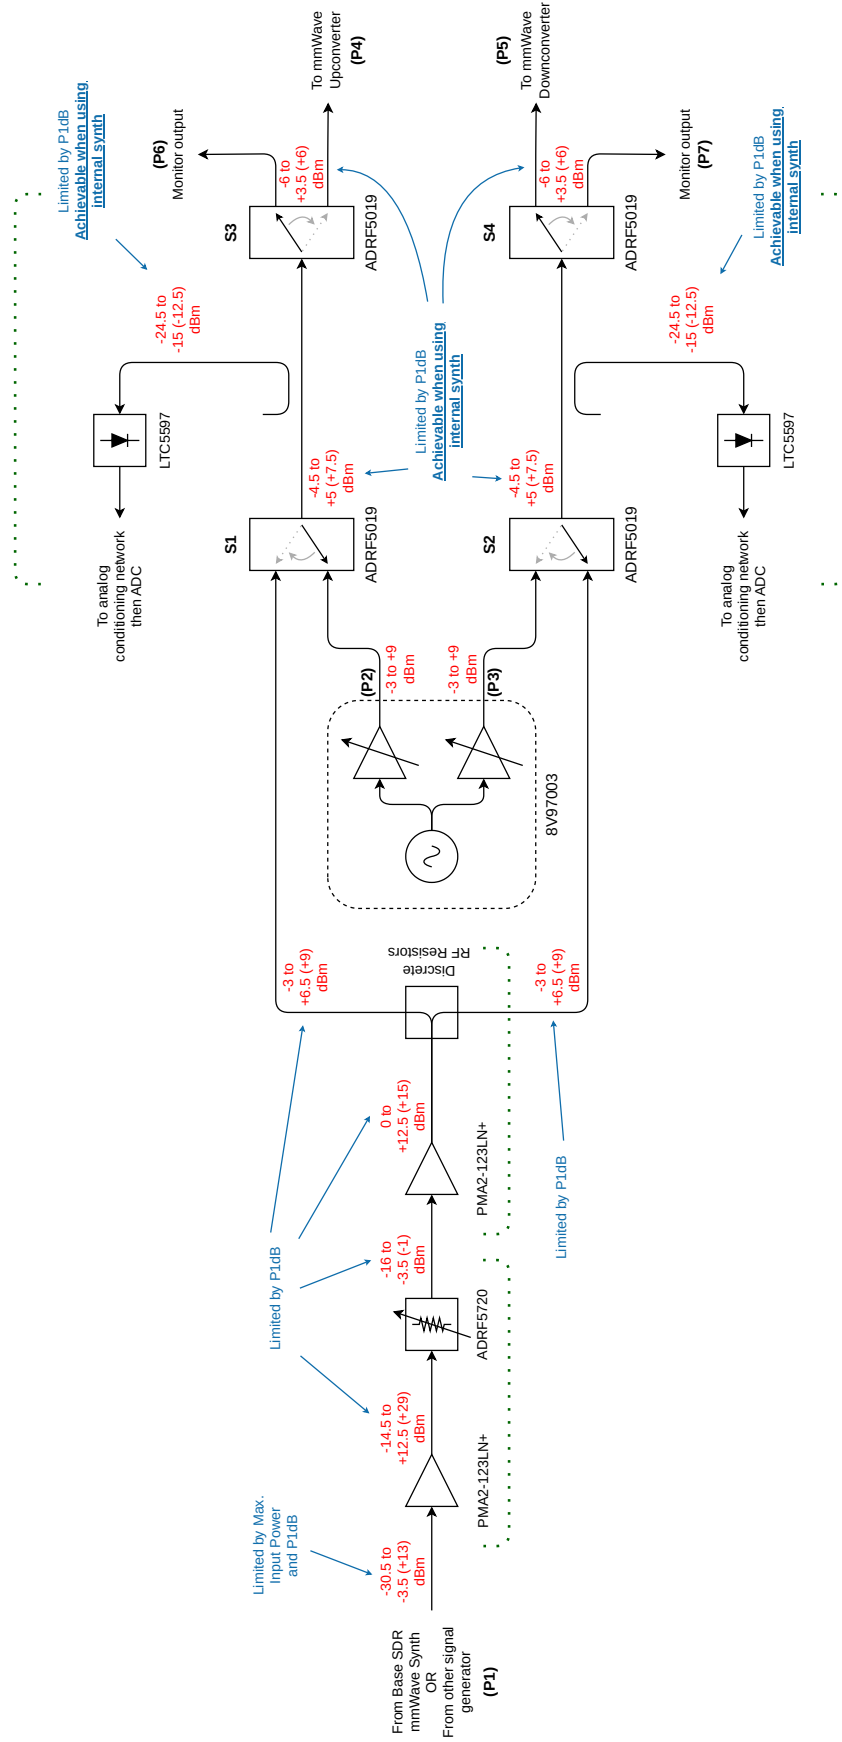 From Base SDR
mmWave Synth
OR
From other signal
generator
(P1)
Limited by Max.
Input Power
and P1dB
-30.5 to
-3.5 (+13)
dBm
PMA2-123LN+
-14.5 to
+12.5 (+29)
dBm
Limited by P1dB
ADRF5720
-16 to
-3.5 (-1)
dBm
PMA2-123LN+
0 to
+12.5 (+15)
dBm
Limited by P1dB
Discrete
RF Resistors
-3 to
+6.5 (+9)
dBm
-3 to
+6.5 (+9)
dBm
8V97003
(P2)
-3 to +9
dBm
-3 to +9
dBm
(P3)
S1
ADRF5019
S2
ADRF5019
To analog
conditioning network
then ADC
LTC5597
To analog
conditioning network
then ADC
LTC5597
-4.5 to
+5 (+7.5)
dBm
-4.5 to
+5 (+7.5)
dBm
Limited by P1dB
Achievable when using
internal synth
-24.5 to
-15 (-12.5)
dBm
-24.5 to
-15 (-12.5)
dBm
Limited by P1dB
Achievable when using
internal synth
Limited by P1dB
Achievable when using
internal synth
S3
ADRF5019
S4
ADRF5019
-6 to
+3.5 (+6)
dBm
-6 to
+3.5 (+6)
dBm
(P6)
Monitor output
To mmWave
Upconverter
(P4)
(P5)
To mmWave
Downconverter
Monitor output
(P7)